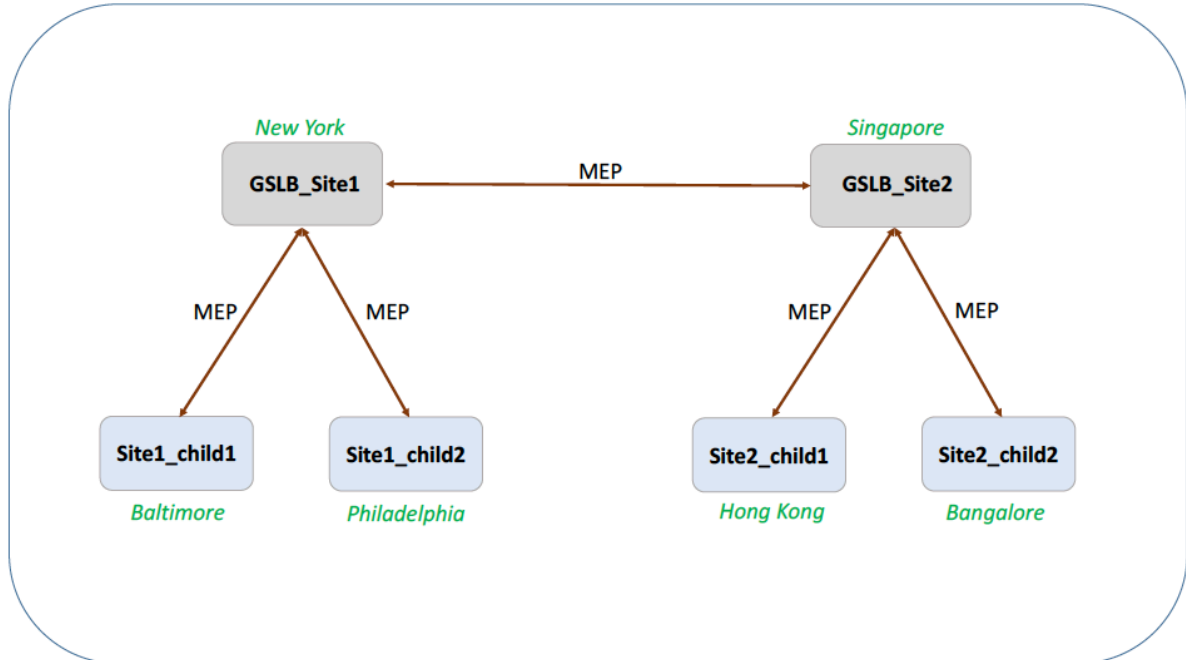 New York
Singapore
GSLB_Site1
MEP
GSLB_Site2
MEP
MEP
MEP
MEP
Site1_child1
Site1_child2
Site2_child1
Site2_child2
Baltimore
Philadelphia
Hong Kong
Bangalore